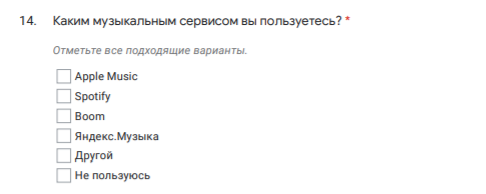 14. Каким музыкальным сервисом вы пользуетесь? *
Отметьте все подходящие варианты.
Apple Music
Spotify
Boom
Яндекс.Музыка
Другой
Не пользуюсь